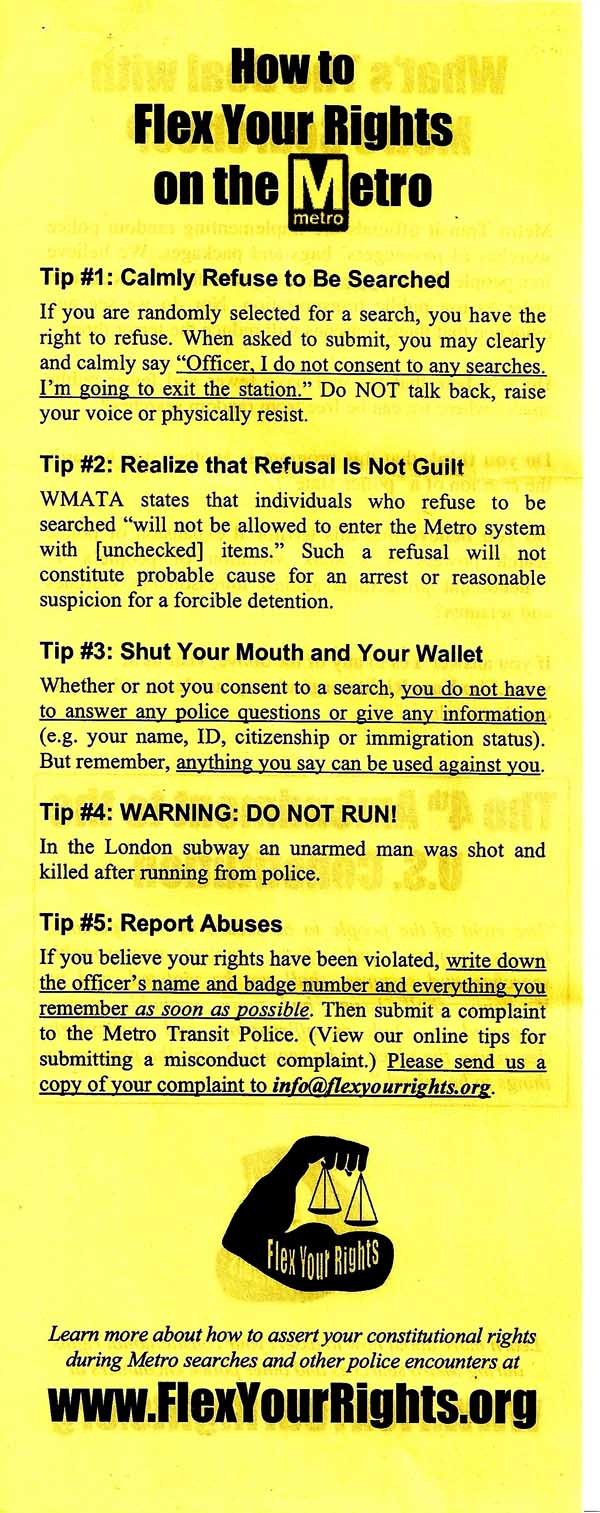 How to
Flex Your Rights
on the Metro
metro
Tip #1: Calmly Refuse to Be Searched
If you are randomly selected for a search, you have the
right to refuse. When asked to submit, you may clearly
and calmly say “Officer, I do not consent to any searches.
I’m going to exit the station.” Do NOT talk back, raise
your voice or physically resist.
Tip #2: Realize that Refusal Is Not Guilt
WMATA states that individuals who refuse to be
searched “will not be allowed to enter the Metro system
with [unchecked] items.” Such a refusal will not
constitute probable cause for an arrest or reasonable
suspicion for a forcible detention.
Tip #3: Shut Your Mouth and Your Wallet
Whether or not you consent to a search, you do not have
to answer any police questions or give any information
(e.g. your name, ID, citizenship or immigration status).
But remember, anything you say can be used against you.
Tip #4: WARNING: DO NOT RUN!
In the London subway an unarmed man was shot and
killed after running from police.
Tip #5: Report Abuses
If you believe your rights have been violated, write down
the officer’s name and badge number and everything you
remember as soon as possible. Then submit a complaint
to the Metro Transit Police. (View our online tips for
submitting a misconduct complaint.) Please send us a
copy of your complaint to info@flexyourrights.org.
Flex Your Rights
Learn more about how to assert your constitutional rights
during Metro searches and other police encounters at
www.FlexYourRights.org